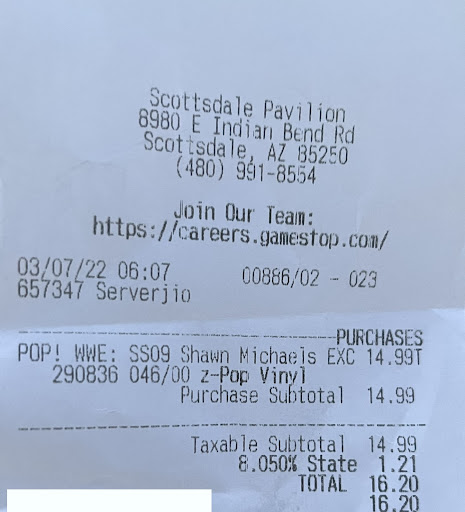 Scottsdale Pavilion
8980 E Indian Bend Rd
Scottsdale, AZ 85250
(480) 991-8554
Join Our Team:
https://careers.gamestop.com/
03/07/22 06:07 00886/02 - 023
657347 Serverjio
PURCHASES
POP! WWE: SS09 Shawn Michaels EXC 14.99T
290836 046/00 z-Pop Vinyl
Purchase Subtotal 14.99
Taxable Subtotal 14.99
8.050% State 1.21
TOTAL 16.20
16.20